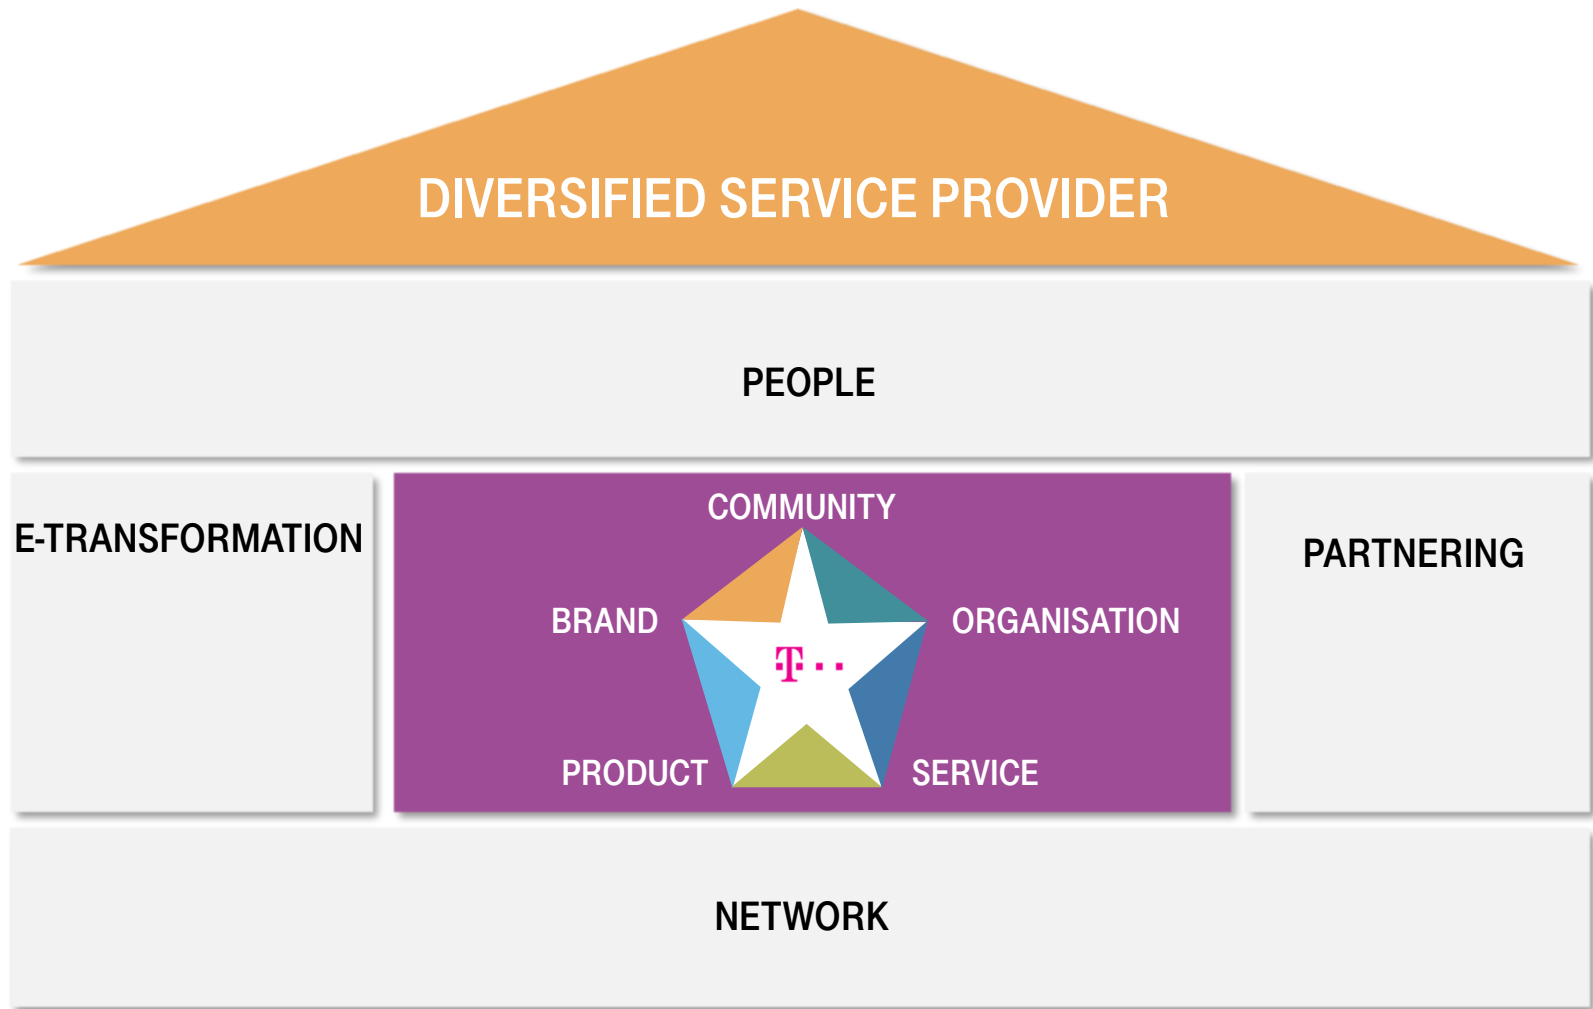 DIVERSIFIED SERVICE PROVIDER
PEOPLE
E-TRANSFORMATION
COMMUNITY
BRAND
ORGANISATION
T
PRODUCT
SERVICE
PARTNERING
NETWORK